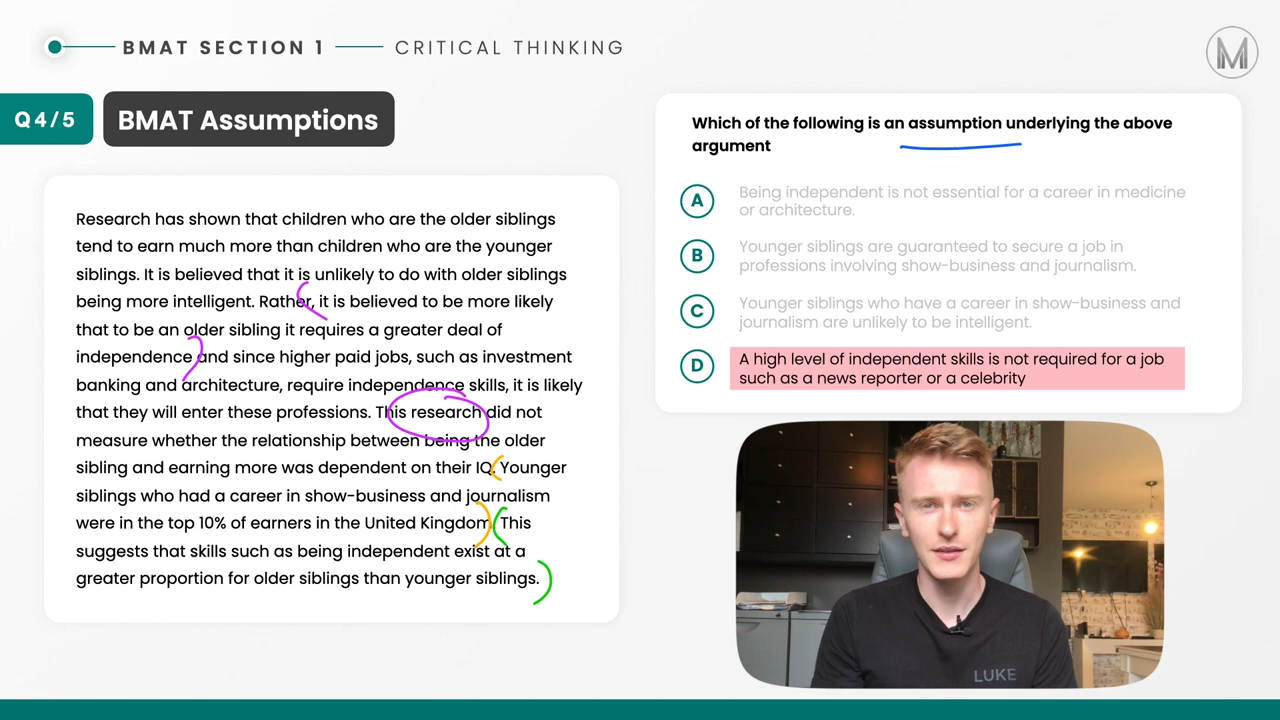 BMAT SECTION 1 CRITICAL THINKING
M
Q4/5
BMAT Assumptions
Research has shown that children who are the older siblings
tend to earn much more than children who are the younger
siblings. It is believed that it is unlikely to do with older siblings
being more intelligent. Rather, it is believed to be more likely
that to be an older sibling it requires a greater deal of
independence and since higher paid jobs, such as investment
banking and architecture, require independence skills, it is likely
that they will enter these professions. This research did not
measure whether the relationship between being the older
sibling and earning more was dependent on their IQ. Younger
siblings who had a career in show-business and journalism
were in the top 10% of earners in the United Kingdom. This
suggests that skills such as being independent exist at a
greater proportion for older siblings than younger siblings.
Which of the following is an assumption underlying the above
argument
A
Being independent is not essential for a career in medicine
or architecture.
B
Younger siblings are guaranteed to secure a job in
professions involving show-business and journalism.
C
Younger siblings who have a career in show-business and
journalism are unlikely to be intelligent.
D
A high level of independent skills is not required for a job
such as a news reporter or a celebrity
LUKE